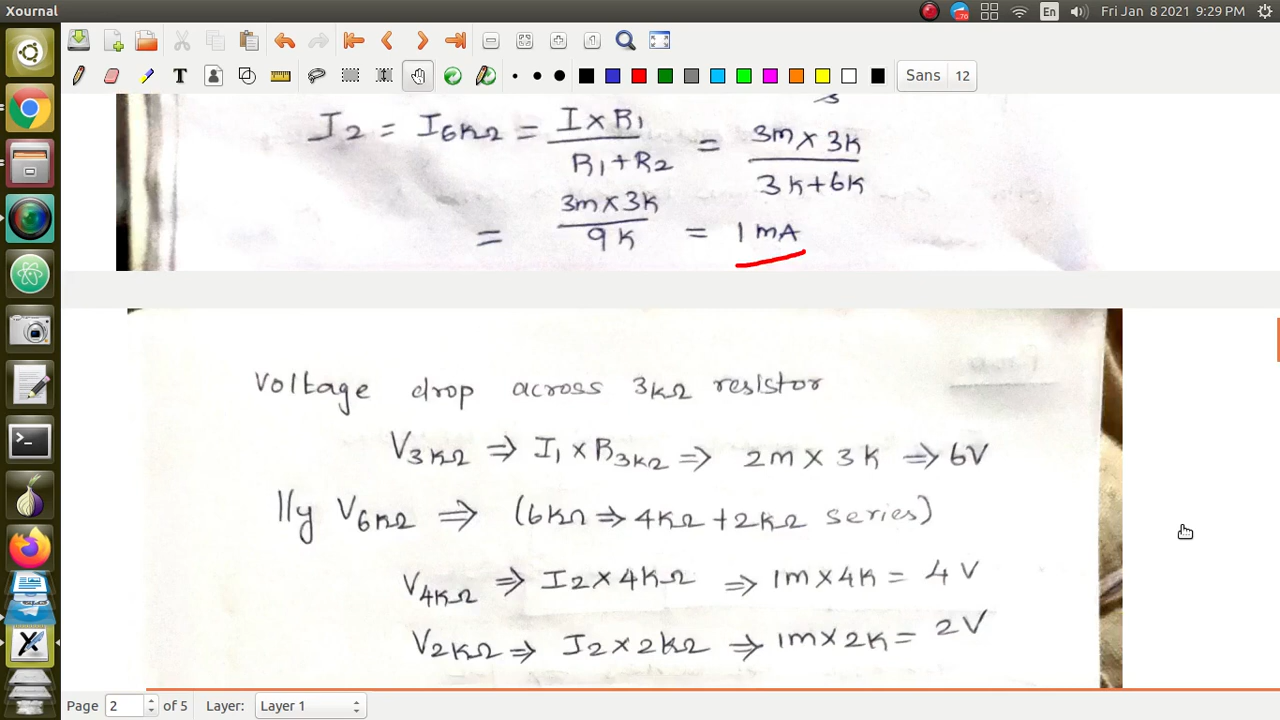 Xournal
En
Fri Jan 8 2021 9:29 PM
Sans 12
I2 = I6KΩ = I×R1 / R1+R2 = 3m×3K / 3K+6K
= 3m×3K / 9K = 1mA
Voltage drop across 3KΩ resistor
V3KΩ ⇒ I1×R3KΩ ⇒ 2m×3K ⇒ 6V
lly V6KΩ ⇒ (6KΩ ⇒ 4KΩ+2KΩ series)
V4KΩ ⇒ I2×4KΩ ⇒ 1m×4K = 4V
V2KΩ ⇒ I2×2KΩ ⇒ 1m×2K = 2V
Page 2 of 5 Layer: Layer 1